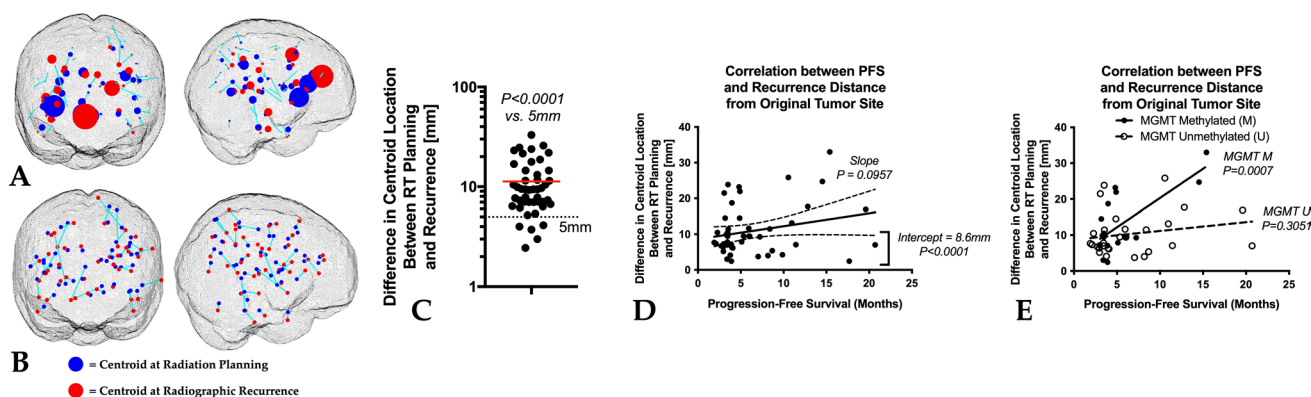 A
B
= Centroid at Radiation Planning
= Centroid at Radiographic Recurrence
Difference in Centroid Location
Between RT Planning
and Recurrence [mm]
100
10
1
P<0.0001
vs. 5mm
5mm
C
Correlation between PFS
and Recurrence Distance
from Original Tumor Site
Difference in Centroid Location
Between RT Planning
and Recurrence [mm]
40
30
20
10
0
0
5
10
15
20
25
Slope
P = 0.0957
Intercept = 8.6mm
P<0.0001
Progression-Free Survival (Months)
D
Correlation between PFS
and Recurrence Distance
from Original Tumor Site
MGMT Methylated (M)
MGMT Unmethylated (U)
Difference in Centroid Location
Between RT Planning
and Recurrence [mm]
40
30
20
10
0
0
5
10
15
20
25
MGMT M
P=0.0007
MGMT U
P=0.3051
Progression-Free Survival (Months)
E